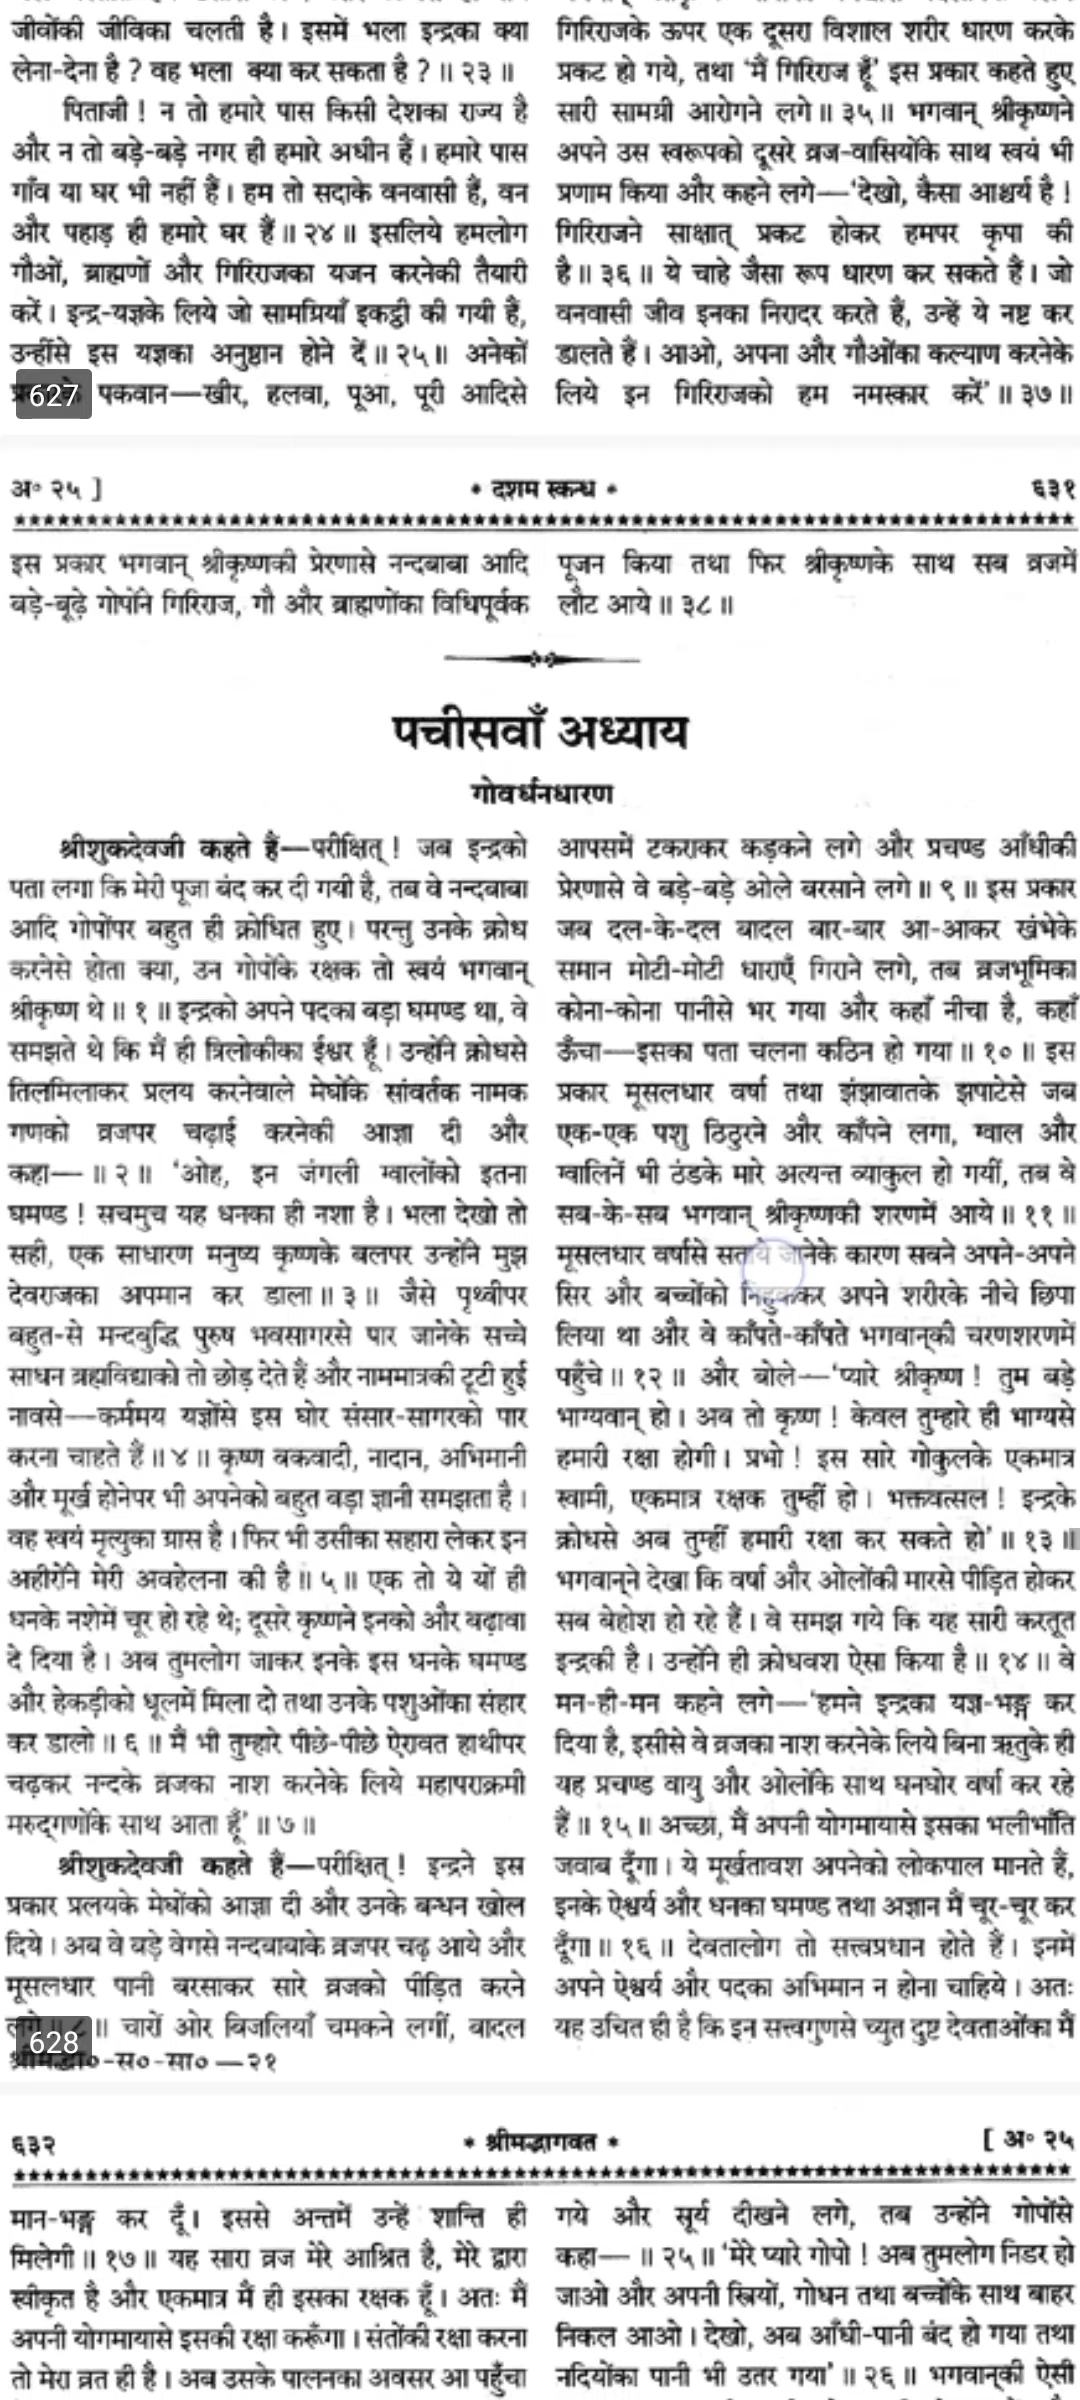 जीवोंकी जीविका चलती है। इसमें भला इन्द्रका क्या
लेना-देना है ? वह भला क्या कर सकता है ? ॥ २३ ॥
पिताजी ! न तो हमारे पास किसी देशका राज्य है
और न तो बड़े-बड़े नगर ही हमारे अधीन हैं। हमारे पास
गाँव या घर भी नहीं हैं। हम तो सदाके वनवासी हैं, वन
और पहाड़ ही हमारे घर हैं ॥ २४ ॥ इसलिये हमलोग
गौओं, ब्राह्मणों और गिरिराजका यजन करनेकी तैयारी
करें। इन्द्र-यज्ञके लिये जो सामग्रियाँ इकट्ठी की गयी हैं,
उन्हींसे इस यज्ञका अनुष्ठान होने दें ॥ २५ ॥ अनेकों
पकवान—खीर, हलवा, पूआ, पूरी आदिसे
627
गिरिराजके ऊपर एक दूसरा विशाल शरीर धारण करके
प्रकट हो गये, तथा 'मैं गिरिराज हूँ' इस प्रकार कहते हुए
सारी सामग्री आरोगने लगे ॥ ३५ ॥ भगवान् श्रीकृष्णने
अपने उस स्वरूपको दूसरे व्रज-वासियोंके साथ स्वयं भी
प्रणाम किया और कहने लगे—'देखो, कैसा आश्चर्य है !
गिरिराजने साक्षात् प्रकट होकर हमपर कृपा की
है ॥ ३६ ॥ ये चाहे जैसा रूप धारण कर सकते हैं। जो
वनवासी जीव इनका निरादर करते हैं, उन्हें ये नष्ट कर
डालते हैं। आओ, अपना और गौओंका कल्याण करनेके
लिये इन गिरिराजको हम नमस्कार करें' ॥ ३७ ॥
अ० २५ ]
* दशम स्कन्ध *
६३१
इस प्रकार भगवान् श्रीकृष्णकी प्रेरणासे नन्दबाबा आदि
बड़े-बूढ़े गोपोंने गिरिराज, गौ और ब्राह्मणोंका विधिपूर्वक
पूजन किया तथा फिर श्रीकृष्णके साथ सब व्रजमें
लौट आये ॥ ३८ ॥
पचीसवाँ अध्याय
गोवर्धनधारण
श्रीशुकदेवजी कहते हैं—परीक्षित् ! जब इन्द्रको
पता लगा कि मेरी पूजा बंद कर दी गयी है, तब वे नन्दबाबा
आदि गोपोंपर बहुत ही क्रोधित हुए। परन्तु उनके क्रोध
करनेसे होता क्या, उन गोपोंके रक्षक तो स्वयं भगवान्
श्रीकृष्ण थे ॥ १ ॥ इन्द्रको अपने पदका बड़ा घमण्ड था, वे
समझते थे कि मैं ही त्रिलोकीका ईश्वर हूँ। उन्होंने क्रोधसे
तिलमिलाकर प्रलय करनेवाले मेघोंके सांवर्तक नामक
गणको व्रजपर चढ़ाई करनेकी आज्ञा दी और
कहा— ॥ २ ॥ 'ओह, इन जंगली ग्वालोंको इतना
घमण्ड ! सचमुच यह धनका ही नशा है। भला देखो तो
सही, एक साधारण मनुष्य कृष्णके बलपर उन्होंने मुझ
देवराजका अपमान कर डाला ॥ ३ ॥ जैसे पृथ्वीपर
बहुत-से मन्दबुद्धि पुरुष भवसागरसे पार जानेके सच्चे
साधन ब्रह्मविद्याको तो छोड़ देते हैं और नाममात्रकी टूटी हुई
नावसे—कर्ममय यज्ञोंसे इस घोर संसार-सागरको पार
करना चाहते हैं ॥ ४ ॥ कृष्ण बकवादी, नादान, अभिमानी
और मूर्ख होनेपर भी अपनेको बहुत बड़ा ज्ञानी समझता है।
वह स्वयं मृत्युका ग्रास है। फिर भी उसीका सहारा लेकर इन
अहीरोंने मेरी अवहेलना की है ॥ ५ ॥ एक तो ये यों ही
धनके नशेमें चूर हो रहे थे; दूसरे कृष्णने इनको और बढ़ावा
दे दिया है। अब तुमलोग जाकर इनके इस धनके घमण्ड
और हेकड़ीको धूलमें मिला दो तथा उनके पशुओंका संहार
कर डालो ॥ ६ ॥ मैं भी तुम्हारे पीछे-पीछे ऐरावत हाथीपर
चढ़कर नन्दके व्रजका नाश करनेके लिये महापराक्रमी
मरुद्गणोंके साथ आता हूँ' ॥ ७ ॥
श्रीशुकदेवजी कहते हैं—परीक्षित् ! इन्द्रने इस
प्रकार प्रलयके मेघोंको आज्ञा दी और उनके बन्धन खोल
दिये। अब वे बड़े वेगसे नन्दबाबाके व्रजपर चढ़ आये और
मूसलधार पानी बरसाकर सारे व्रजको पीड़ित करने
लगे ॥ ८ ॥ चारों ओर बिजलियाँ चमकने लगीं, बादल
628
श्रीमद्भा०-स०-सा० —२१
आपसमें टकराकर कड़कने लगे और प्रचण्ड आँधीकी
प्रेरणासे वे बड़े-बड़े ओले बरसाने लगे ॥ ९ ॥ इस प्रकार
जब दल-के-दल बादल बार-बार आ-आकर खंभेके
समान मोटी-मोटी धाराएँ गिराने लगे, तब व्रजभूमिका
कोना-कोना पानीसे भर गया और कहाँ नीचा है, कहाँ
ऊँचा—इसका पता चलना कठिन हो गया ॥ १० ॥ इस
प्रकार मूसलधार वर्षा तथा झंझावातके झपाटेसे जब
एक-एक पशु ठिठुरने और काँपने लगा, ग्वाल और
ग्वालिनें भी ठंडके मारे अत्यन्त व्याकुल हो गयीं, तब वे
सब-के-सब भगवान् श्रीकृष्णकी शरणमें आये ॥ ११ ॥
मूसलधार वर्षासे सताये जानेके कारण सबने अपने-अपने
सिर और बच्चोंको निहुककर अपने शरीरके नीचे छिपा
लिया था और वे काँपते-काँपते भगवान्‌की चरणशरणमें
पहुँचे ॥ १२ ॥ और बोले—'प्यारे श्रीकृष्ण ! तुम बड़े
भाग्यवान् हो। अब तो कृष्ण ! केवल तुम्हारे ही भाग्यसे
हमारी रक्षा होगी। प्रभो ! इस सारे गोकुलके एकमात्र
स्वामी, एकमात्र रक्षक तुम्हीं हो। भक्तवत्सल ! इन्द्रके
क्रोधसे अब तुम्हीं हमारी रक्षा कर सकते हो' ॥ १३ ॥
भगवान्‌ने देखा कि वर्षा और ओलोंकी मारसे पीड़ित होकर
सब बेहोश हो रहे हैं। वे समझ गये कि यह सारी करतूत
इन्द्रकी है। उन्होंने ही क्रोधवश ऐसा किया है ॥ १४ ॥ वे
मन-ही-मन कहने लगे—'हमने इन्द्रका यज्ञ-भङ्ग कर
दिया है, इसीसे वे व्रजका नाश करनेके लिये बिना ऋतुके ही
यह प्रचण्ड वायु और ओलोंके साथ घनघोर वर्षा कर रहे
हैं ॥ १५ ॥ अच्छा, मैं अपनी योगमायासे इसका भलीभाँति
जवाब दूँगा। ये मूर्खतावश अपनेको लोकपाल मानते हैं,
इनके ऐश्वर्य और धनका घमण्ड तथा अज्ञान मैं चूर-चूर कर
दूँगा ॥ १६ ॥ देवतालोग तो सत्त्वप्रधान होते हैं। इनमें
अपने ऐश्वर्य और पदका अभिमान न होना चाहिये। अतः
यह उचित ही है कि इन सत्त्वगुणसे च्युत दुष्ट देवताओंका मैं
६३२
* श्रीमद्भागवत *
[ अ० २५
मान-भङ्ग कर दूँ। इससे अन्तमें उन्हें शान्ति ही
मिलेगी ॥ १७ ॥ यह सारा व्रज मेरे आश्रित है, मेरे द्वारा
स्वीकृत है और एकमात्र मैं ही इसका रक्षक हूँ। अतः मैं
अपनी योगमायासे इसकी रक्षा करूँगा। संतोंकी रक्षा करना
तो मेरा व्रत ही है। अब उसके पालनका अवसर आ पहुँचा
गये और सूर्य दीखने लगे, तब उन्होंने गोपोंसे
कहा— ॥ २५ ॥ 'मेरे प्यारे गोपो ! अब तुमलोग निडर हो
जाओ और अपनी स्त्रियों, गोधन तथा बच्चोंके साथ बाहर
निकल आओ। देखो, अब आँधी-पानी बंद हो गया तथा
नदियोंका पानी भी उतर गया' ॥ २६ ॥ भगवान्‌की ऐसी